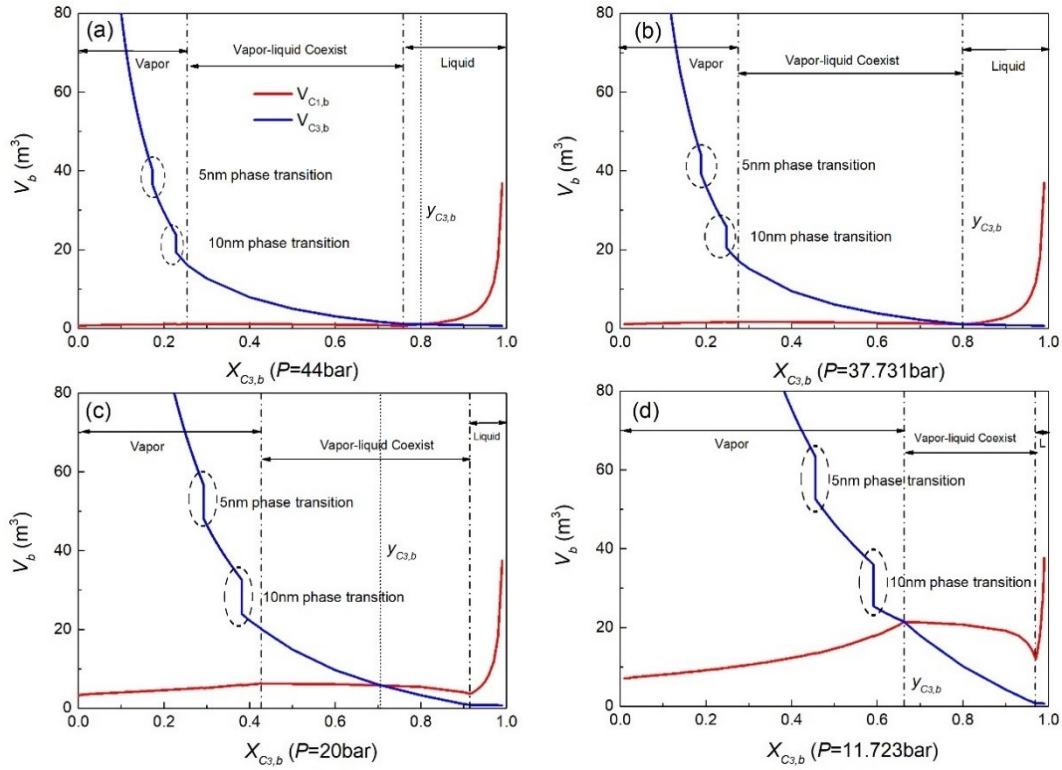 (a)
80
60
40
20
0
V_b (m³)
Vapor
Vapor-liquid Coexist
Liquid
V_C1,b
V_C3,b
5nm phase transition
10nm phase transition
y_C3,b
0.0 0.2 0.4 0.6 0.8 1.0
X_C3,b (P=44bar)
(b)
80
60
40
20
0
V_b (m³)
Vapor
Vapor-liquid Coexist
Liquid
5nm phase transition
10nm phase transition
y_C3,b
0.0 0.2 0.4 0.6 0.8 1.0
X_C3,b (P=37.731bar)
(c)
80
60
40
20
0
V_b (m³)
Vapor
Vapor-liquid Coexist
Liquid
5nm phase transition
10nm phase transition
y_C3,b
0.0 0.2 0.4 0.6 0.8 1.0
X_C3,b (P=20bar)
(d)
80
60
40
20
0
V_b (m³)
Vapor
Vapor-liquid Coexist
L
5nm phase transition
10nm phase transition
y_C3,b
0.0 0.2 0.4 0.6 0.8 1.0
X_C3,b (P=11.723bar)